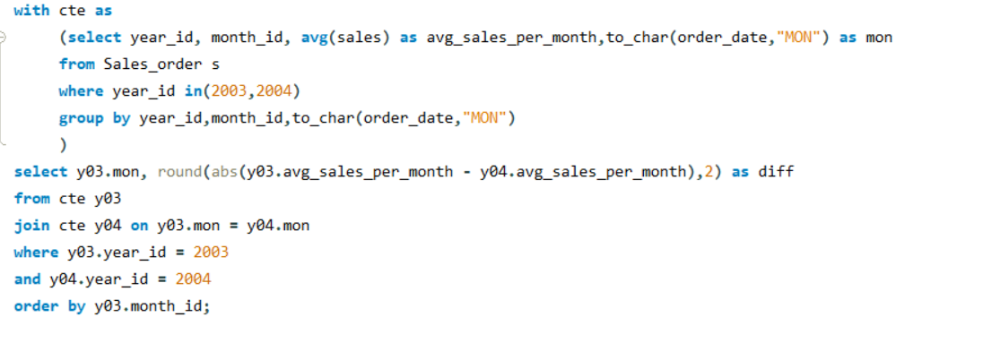 with cte as
(select year_id, month_id, avg(sales) as avg_sales_per_month,to_char(order_date,"MON") as mon
from Sales_order s
where year_id in(2003,2004)
group by year_id,month_id,to_char(order_date,"MON")
)
select y03.mon, round(abs(y03.avg_sales_per_month - y04.avg_sales_per_month),2) as diff
from cte y03
join cte y04 on y03.mon = y04.mon
where y03.year_id = 2003
and y04.year_id = 2004
order by y03.month_id;